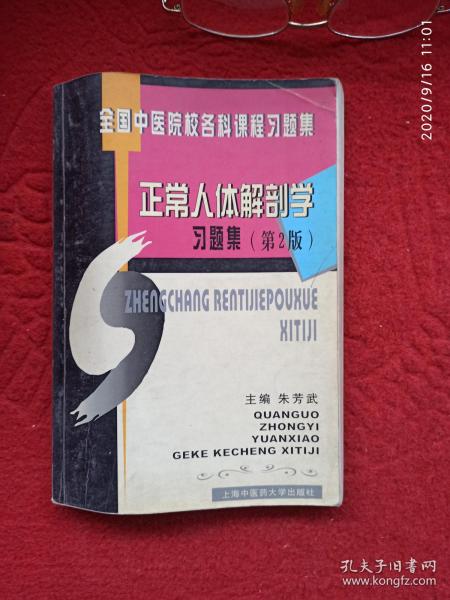 2020/9/16 11:01
全国中医院校各科课程习题集
正常人体解剖学
习题集(第2版)
ZHENGCHANG RENTIJIEPOUXUE
XITIJI
主编 朱芳武
QUANGUO
ZHONGYI
YUANXIAO
GEKE KECHENG XITIJI
上海中医药大学出版社
孔夫子旧书网
www.kongfz.com